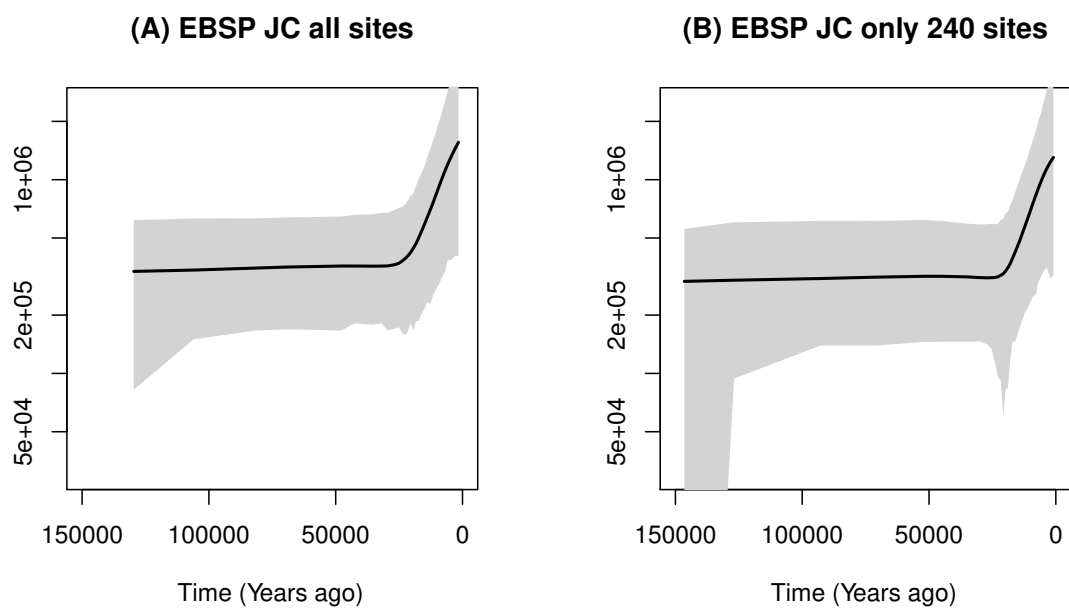 (A) EBSP JC all sites
1e+06
2e+05
5e+04
150000 100000 50000 0
Time (Years ago)
(B) EBSP JC only 240 sites
1e+06
2e+05
5e+04
150000 100000 50000 0
Time (Years ago)